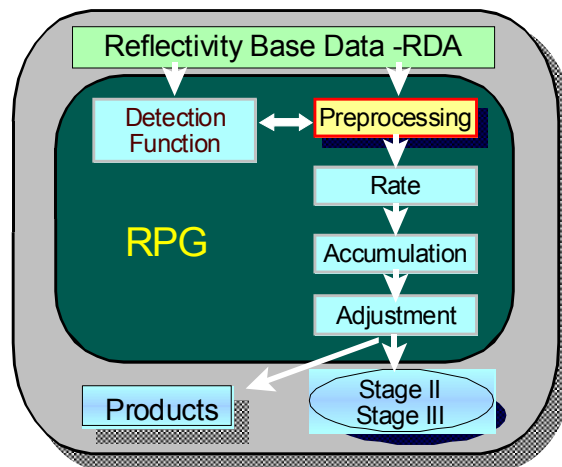 Reflectivity Base Data -RDA
Detection
Function
Preprocessing
Rate
RPG
Accumulation
Adjustment
Products
Stage II
Stage III